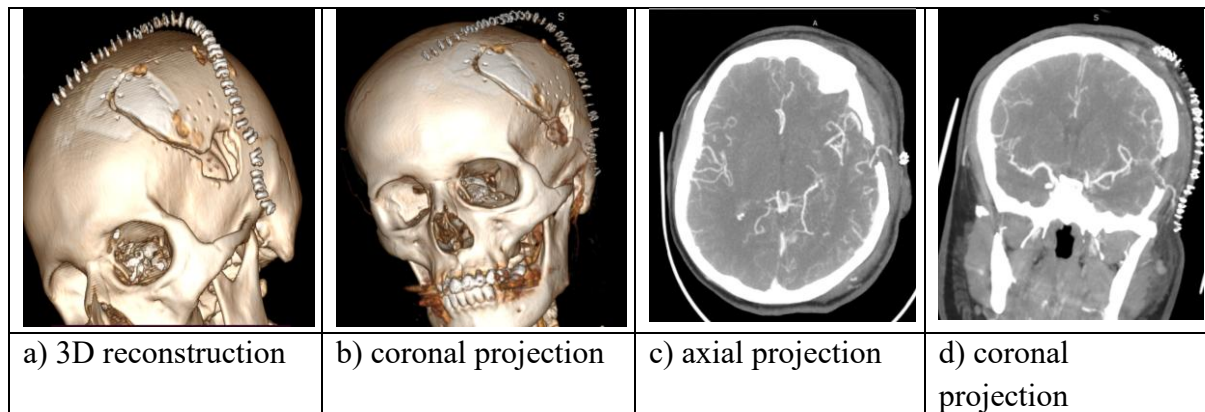 S
A
S
a) 3D reconstruction
b) coronal projection
c) axial projection
d) coronal
projection